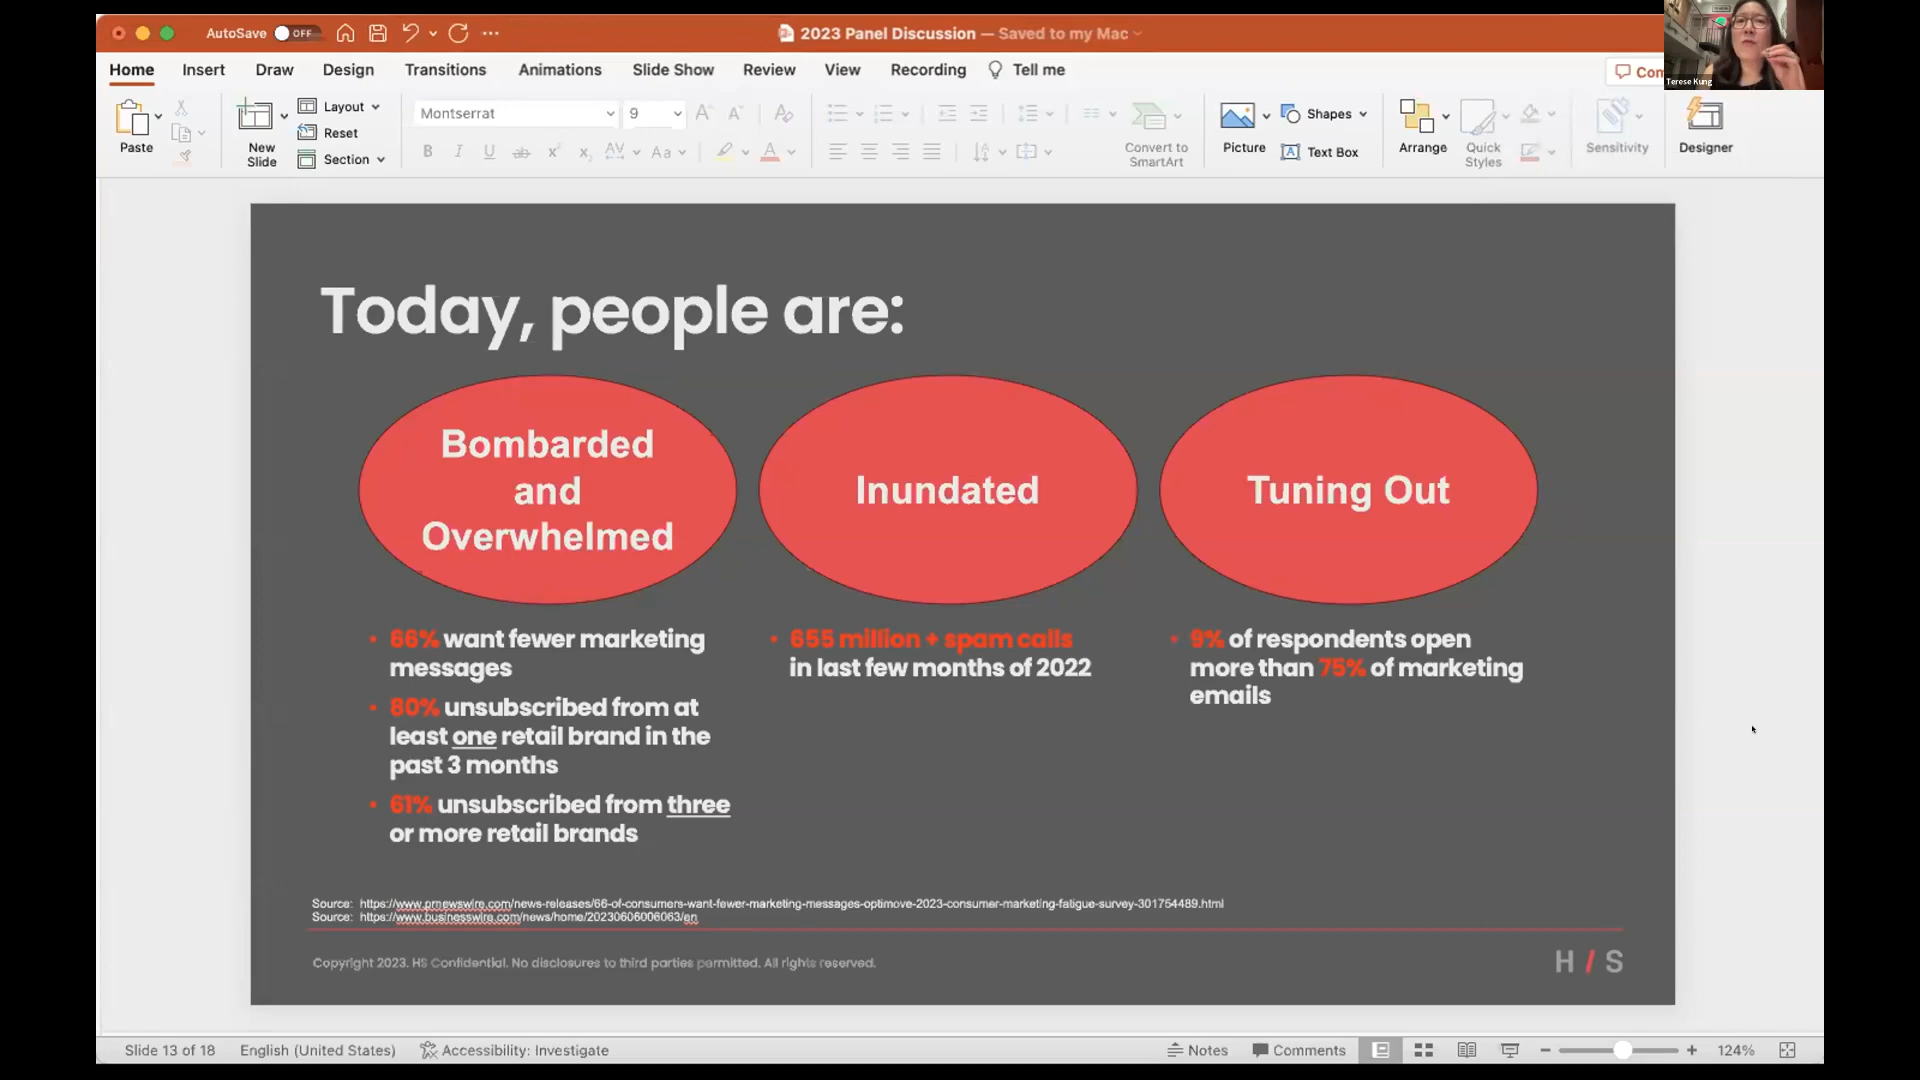 AutoSave OFF
2023 Panel Discussion — Saved to my Mac
Home Insert Draw Design Transitions Animations Slide Show Review View Recording Tell me
Terese Kung
Paste
New
Slide
Layout
Reset
Section
Montserrat 9
Convert to
SmartArt
Picture
Shapes
Text Box
Arrange
Quick
Styles
Sensitivity
Designer
Today, people are:
Bombarded
and
Overwhelmed
• 66% want fewer marketing
messages
• 80% unsubscribed from at
least one retail brand in the
past 3 months
• 61% unsubscribed from three
or more retail brands
Inundated
• 655 million + spam calls
in last few months of 2022
Tuning Out
• 9% of respondents open
more than 75% of marketing
emails
Source: https://www.prnewswire.com/news-releases/66-of-consumers-want-fewer-marketing-messages-optimove-2023-consumer-marketing-fatigue-survey-301754489.html
Source: https://www.businesswire.com/news/home/20230606006063/en
Copyright 2023. HS Confidential. No disclosures to third parties permitted. All rights reserved.
H / S
Slide 13 of 18 English (United States) Accessibility: Investigate Notes Comments 124%